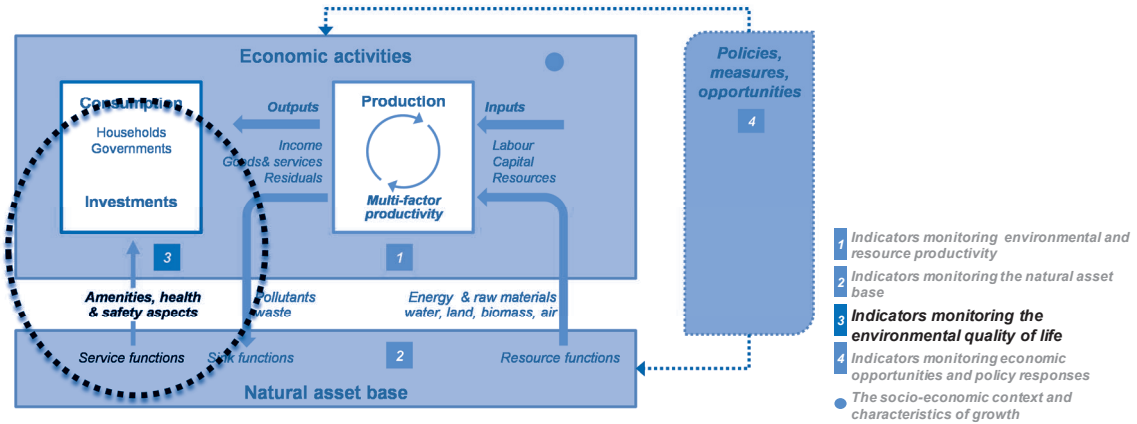 Economic activities
Consumption
Households
Governments
Investments
3
Outputs
Income
Goods& services
Residuals
Production
Multi-factor
productivity
1
Inputs
Labour
Capital
Resources
Policies,
measures,
opportunities
4
Amenities, health
& safety aspects
Pollutants
waste
Energy & raw materials
water, land, biomass, air
Service functions
Sink functions
2
Resource functions
Natural asset base
1 Indicators monitoring environmental and
resource productivity
2 Indicators monitoring the natural asset
base
3 Indicators monitoring the
environmental quality of life
4 Indicators monitoring economic
opportunities and policy responses
The socio-economic context and
characteristics of growth